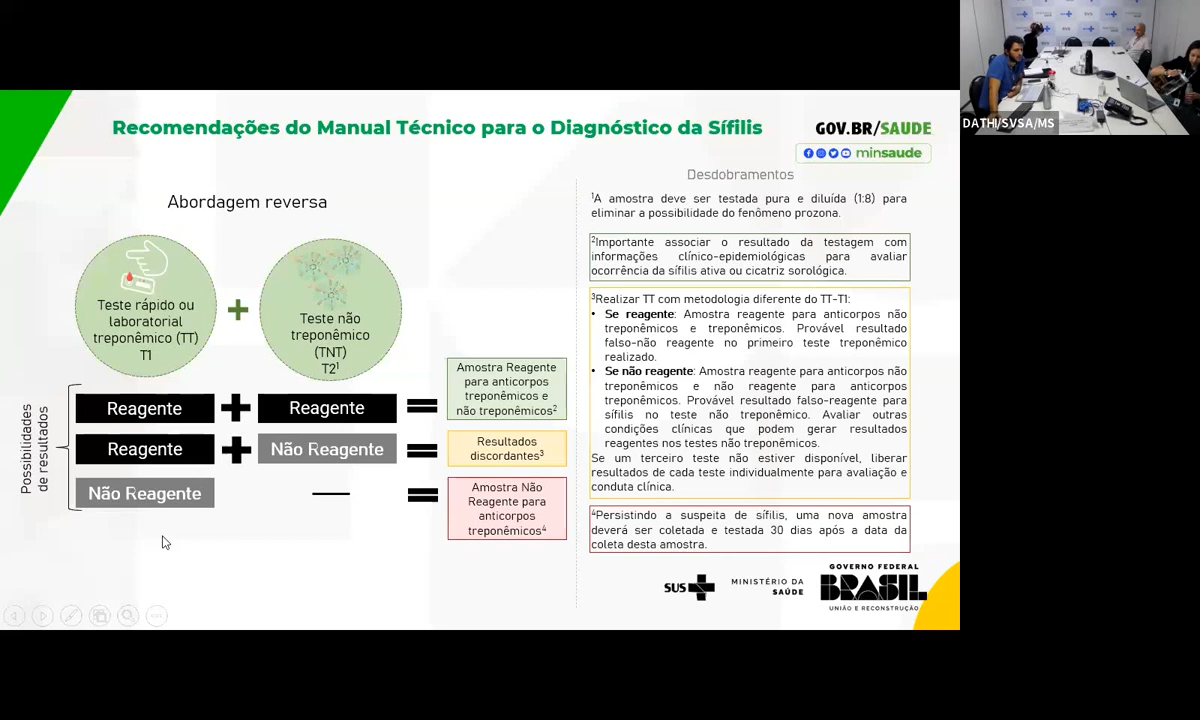 Recomendações do Manual Técnico para o Diagnóstico da Sífilis
GOV.BR/SAUDE
minsaude
DATHI/SVSA/MS
Abordagem reversa
Teste rápido ou
laboratorial
treponêmico (TT)
T1
+
Teste não
treponêmico
(TNT)
T2¹
Possibilidades
de resultados
Reagente + Reagente =
Amostra Reagente
para anticorpos
treponêmicos e
não treponêmicos²
Reagente + Não Reagente =
Resultados
discordantes³
Não Reagente — =
Amostra Não
Reagente para
anticorpos
treponêmicos⁴
Desdobramentos
¹A amostra deve ser testada pura e diluída (1:8) para
eliminar a possibilidade do fenômeno prozona.
²Importante associar o resultado da testagem com
informações clínico-epidemiológicas para avaliar
ocorrência da sífilis ativa ou cicatriz sorológica.
³Realizar TT com metodologia diferente do TT-T1:
• Se reagente: Amostra reagente para anticorpos não
treponêmicos e treponêmicos. Provável resultado
falso-não reagente no primeiro teste treponêmico
realizado.
• Se não reagente: Amostra reagente para anticorpos não
treponêmicos e não reagente para anticorpos
treponêmicos. Provável resultado falso-reagente para
sífilis no teste não treponêmico. Avaliar outras
condições clínicas que podem gerar resultados
reagentes nos testes não treponêmicos.
Se um terceiro teste não estiver disponível, liberar
resultados de cada teste individualmente para avaliação e
conduta clínica.
⁴Persistindo a suspeita de sífilis, uma nova amostra
deverá ser coletada e testada 30 dias após a data da
coleta desta amostra.
SUS
MINISTÉRIO DA
SAÚDE
GOVERNO FEDERAL
BRASIL
UNIÃO E RECONSTRUÇÃO